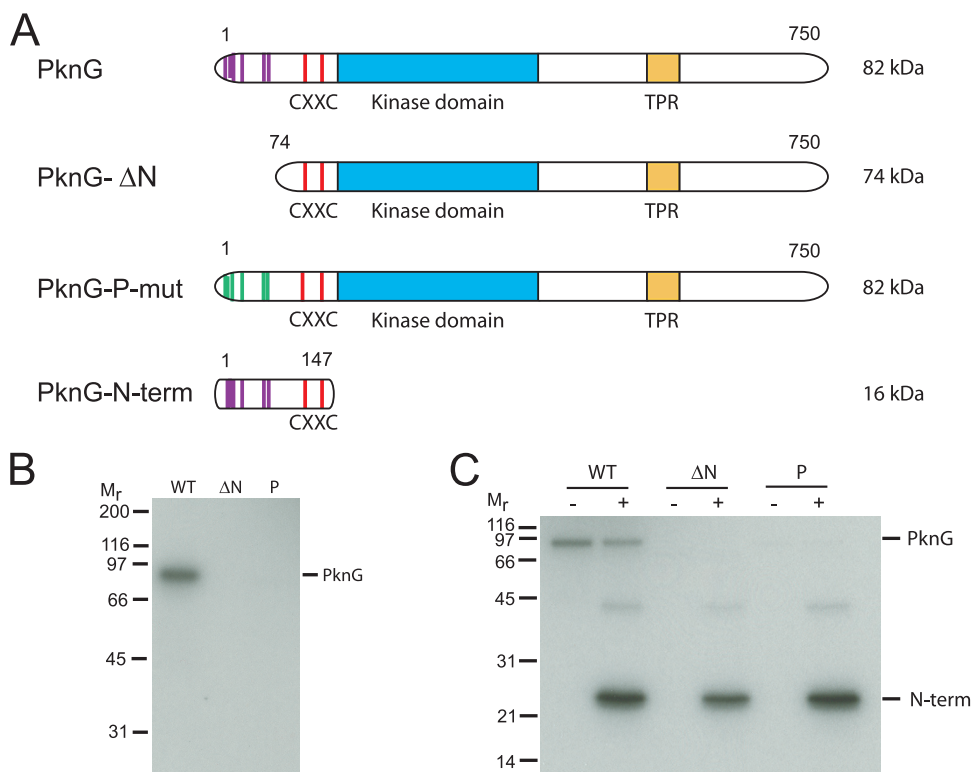 A
1 750
PknG 82 kDa
CXXC Kinase domain TPR
74 750
PknG- ΔN 74 kDa
CXXC Kinase domain TPR
1 750
PknG-P-mut 82 kDa
CXXC Kinase domain TPR
1 147
PknG-N-term 16 kDa
CXXC
B
Mr WT ΔN P
200
116
97
PknG
66
45
31
C
WT ΔN P
Mr - + - + - +
116
97 PknG
66
45
31
N-term
21
14